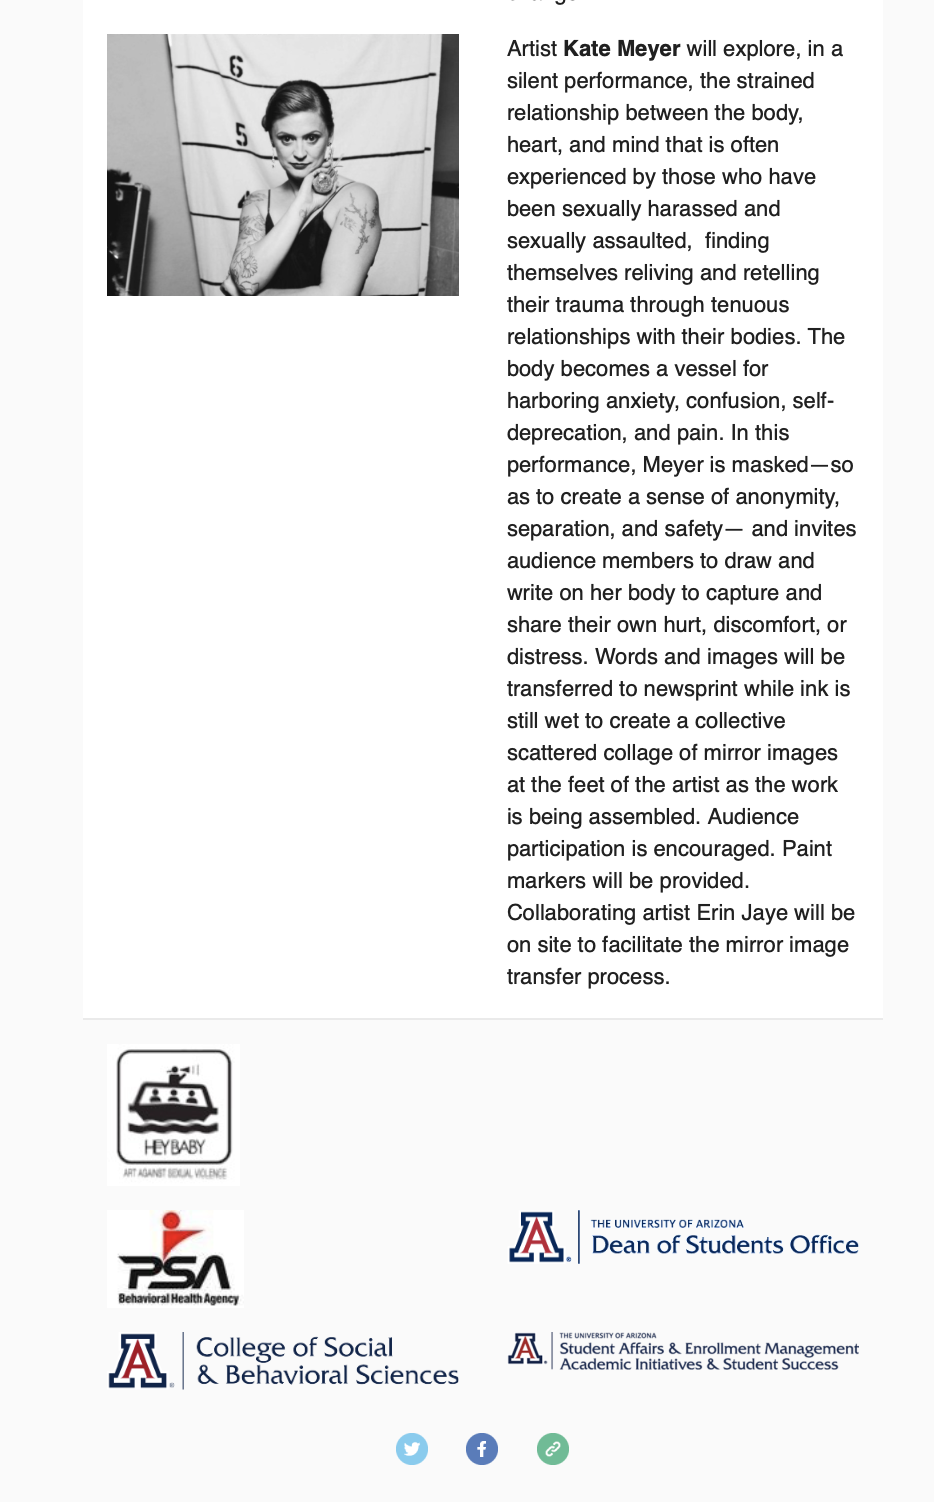 6
5
Artist Kate Meyer will explore, in a
silent performance, the strained
relationship between the body,
heart, and mind that is often
experienced by those who have
been sexually harassed and
sexually assaulted,  finding
themselves reliving and retelling
their trauma through tenuous
relationships with their bodies. The
body becomes a vessel for
harboring anxiety, confusion, self-
deprecation, and pain. In this
performance, Meyer is masked—so
as to create a sense of anonymity,
separation, and safety— and invites
audience members to draw and
write on her body to capture and
share their own hurt, discomfort, or
distress. Words and images will be
transferred to newsprint while ink is
still wet to create a collective
scattered collage of mirror images
at the feet of the artist as the work
is being assembled. Audience
participation is encouraged. Paint
markers will be provided.
Collaborating artist Erin Jaye will be
on site to facilitate the mirror image
transfer process.
HEY BABY
ART AGAINST SEXUAL VIOLENCE
PSA
Behavioral Health Agency
A
THE UNIVERSITY OF ARIZONA
Dean of Students Office
A
College of Social
& Behavioral Sciences
A
THE UNIVERSITY OF ARIZONA
Student Affairs & Enrollment Management
Academic Initiatives & Student Success